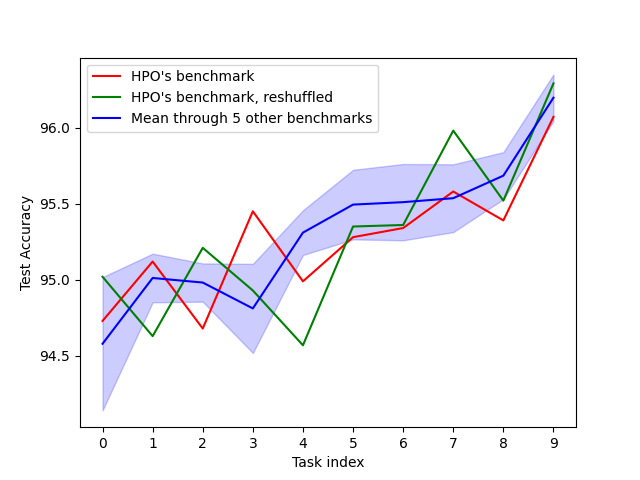 HPO's benchmark
HPO's benchmark, reshuffled
Mean through 5 other benchmarks
Test Accuracy
96.0
95.5
95.0
94.5
0 1 2 3 4 5 6 7 8 9
Task index